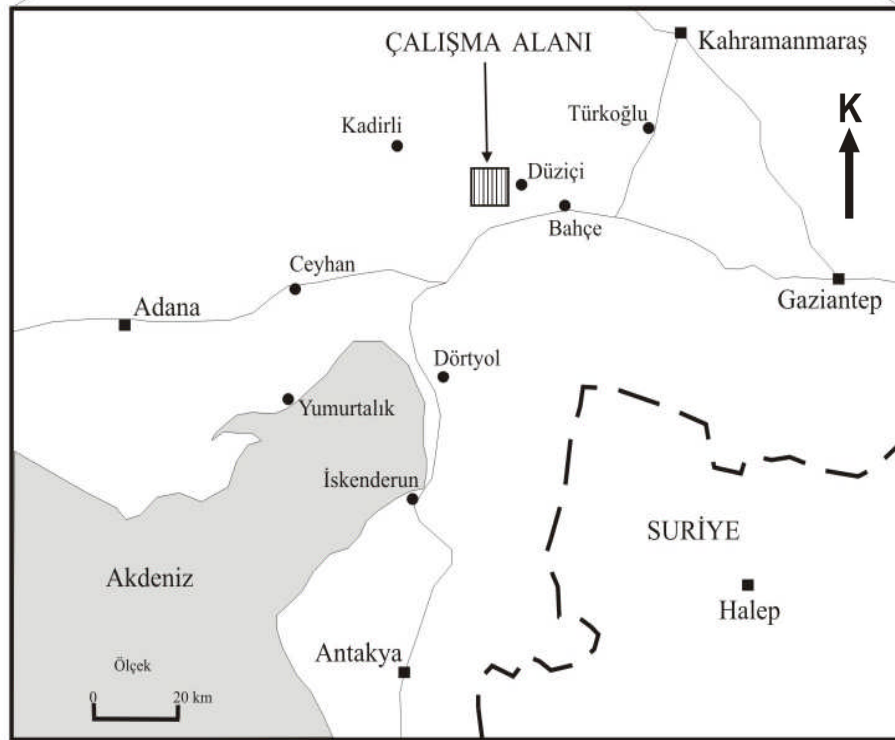 ÇALIŞMA ALANI
Kahramanmaraş
K
Türkoğlu
Kadirli
Düziçi
Bahçe
Ceyhan
Adana
Gaziantep
Dörtyol
Yumurtalık
İskenderun
SURİYE
Akdeniz
Halep
Antakya
Ölçek
0 20 km